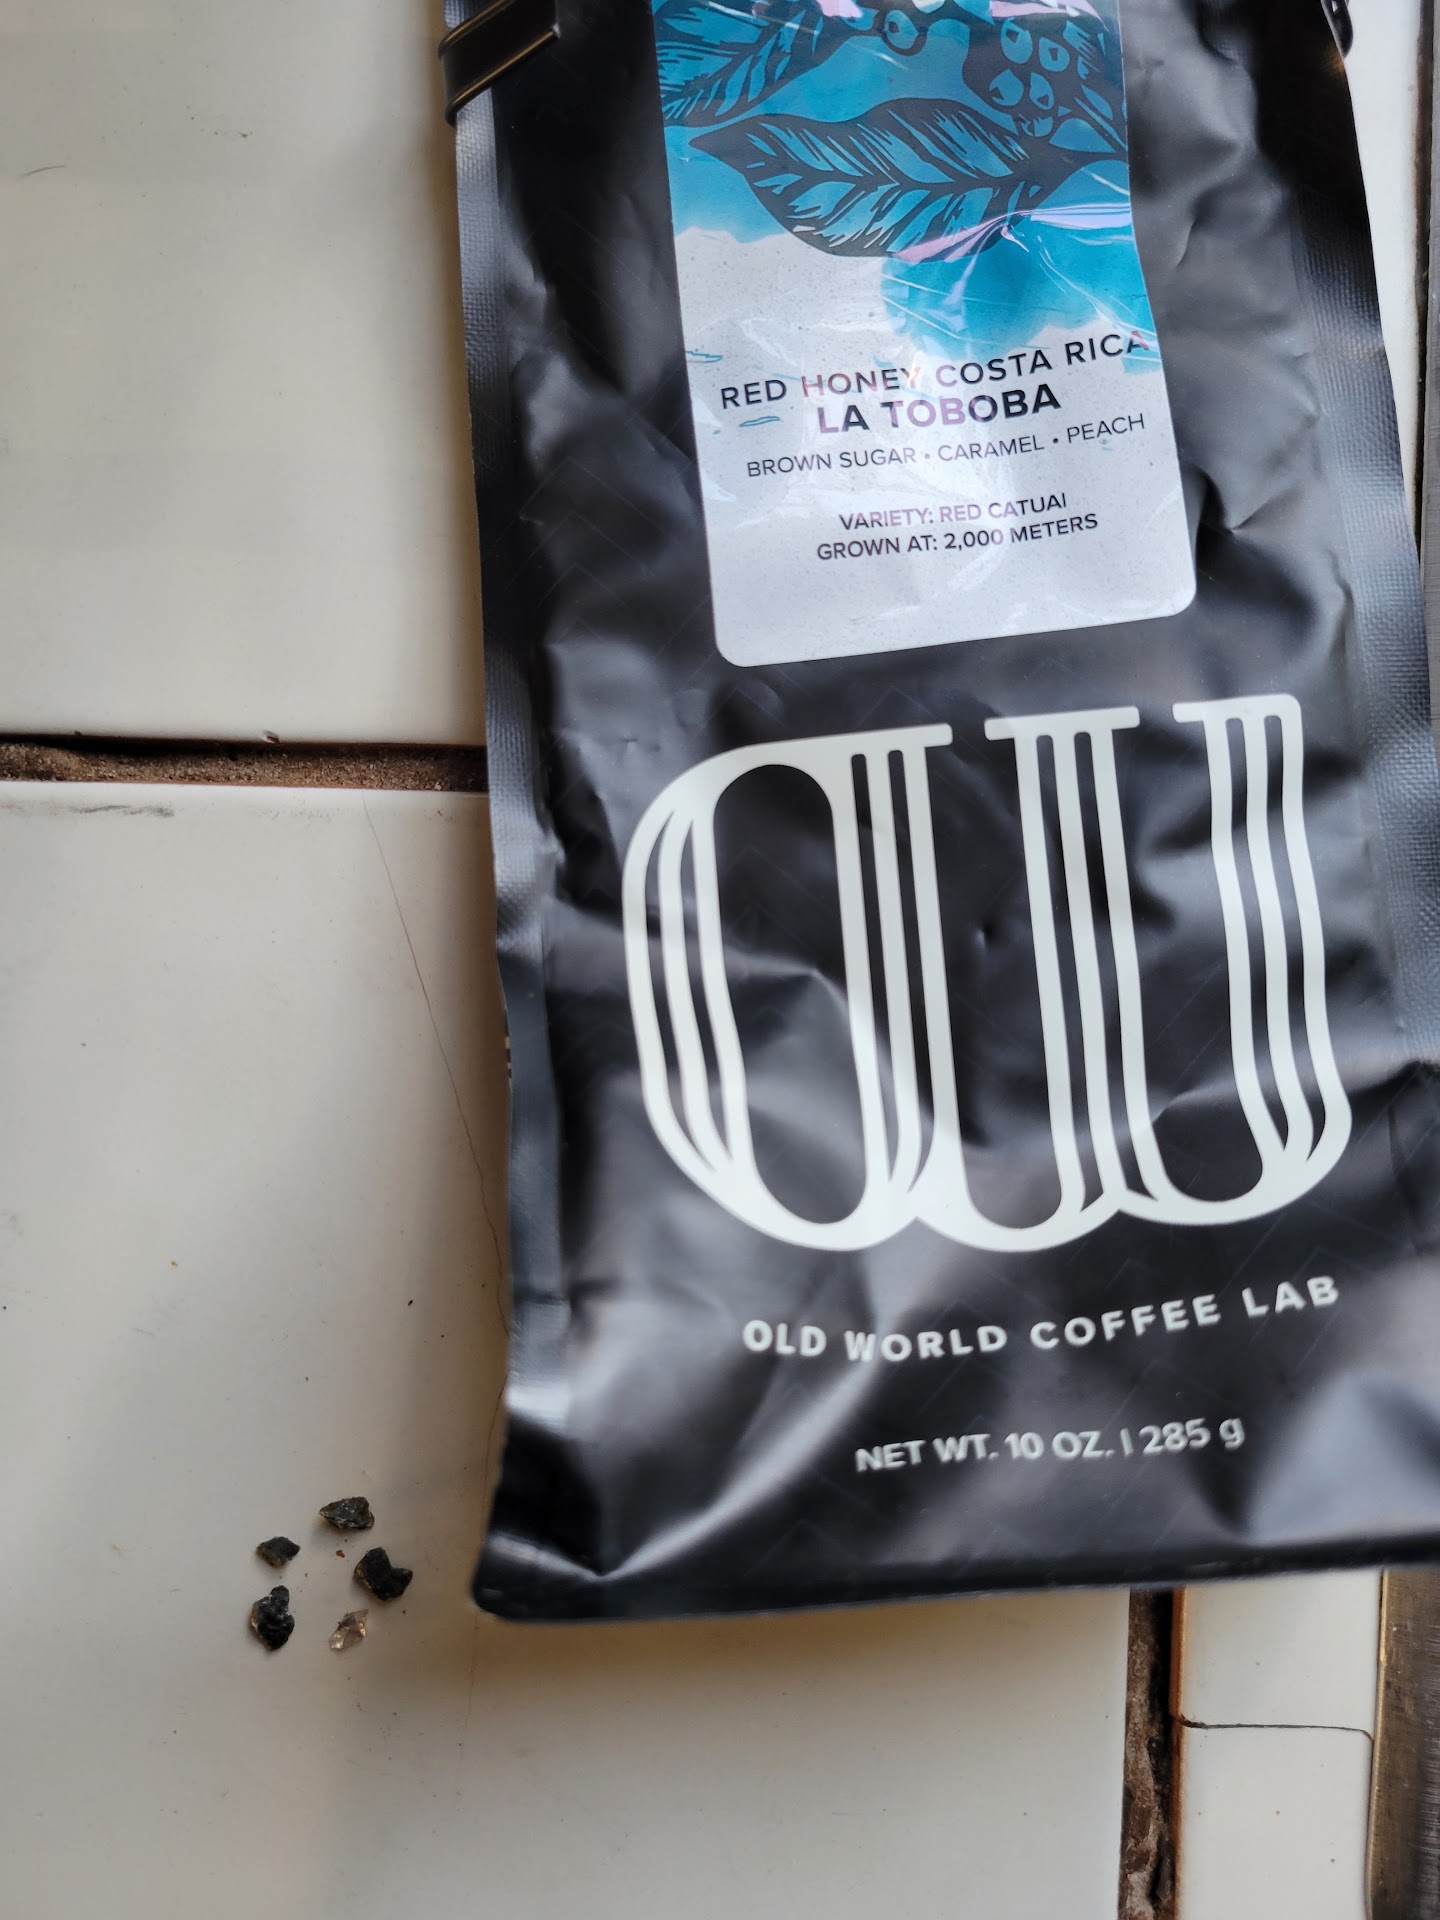 RED HONEY COSTA RICA
LA TOBOBA
BROWN SUGAR • CARAMEL • PEACH
VARIETY: RED CATUAI
GROWN AT: 2,000 METERS
OLD WORLD COFFEE LAB
NET WT. 10 OZ. | 285 g